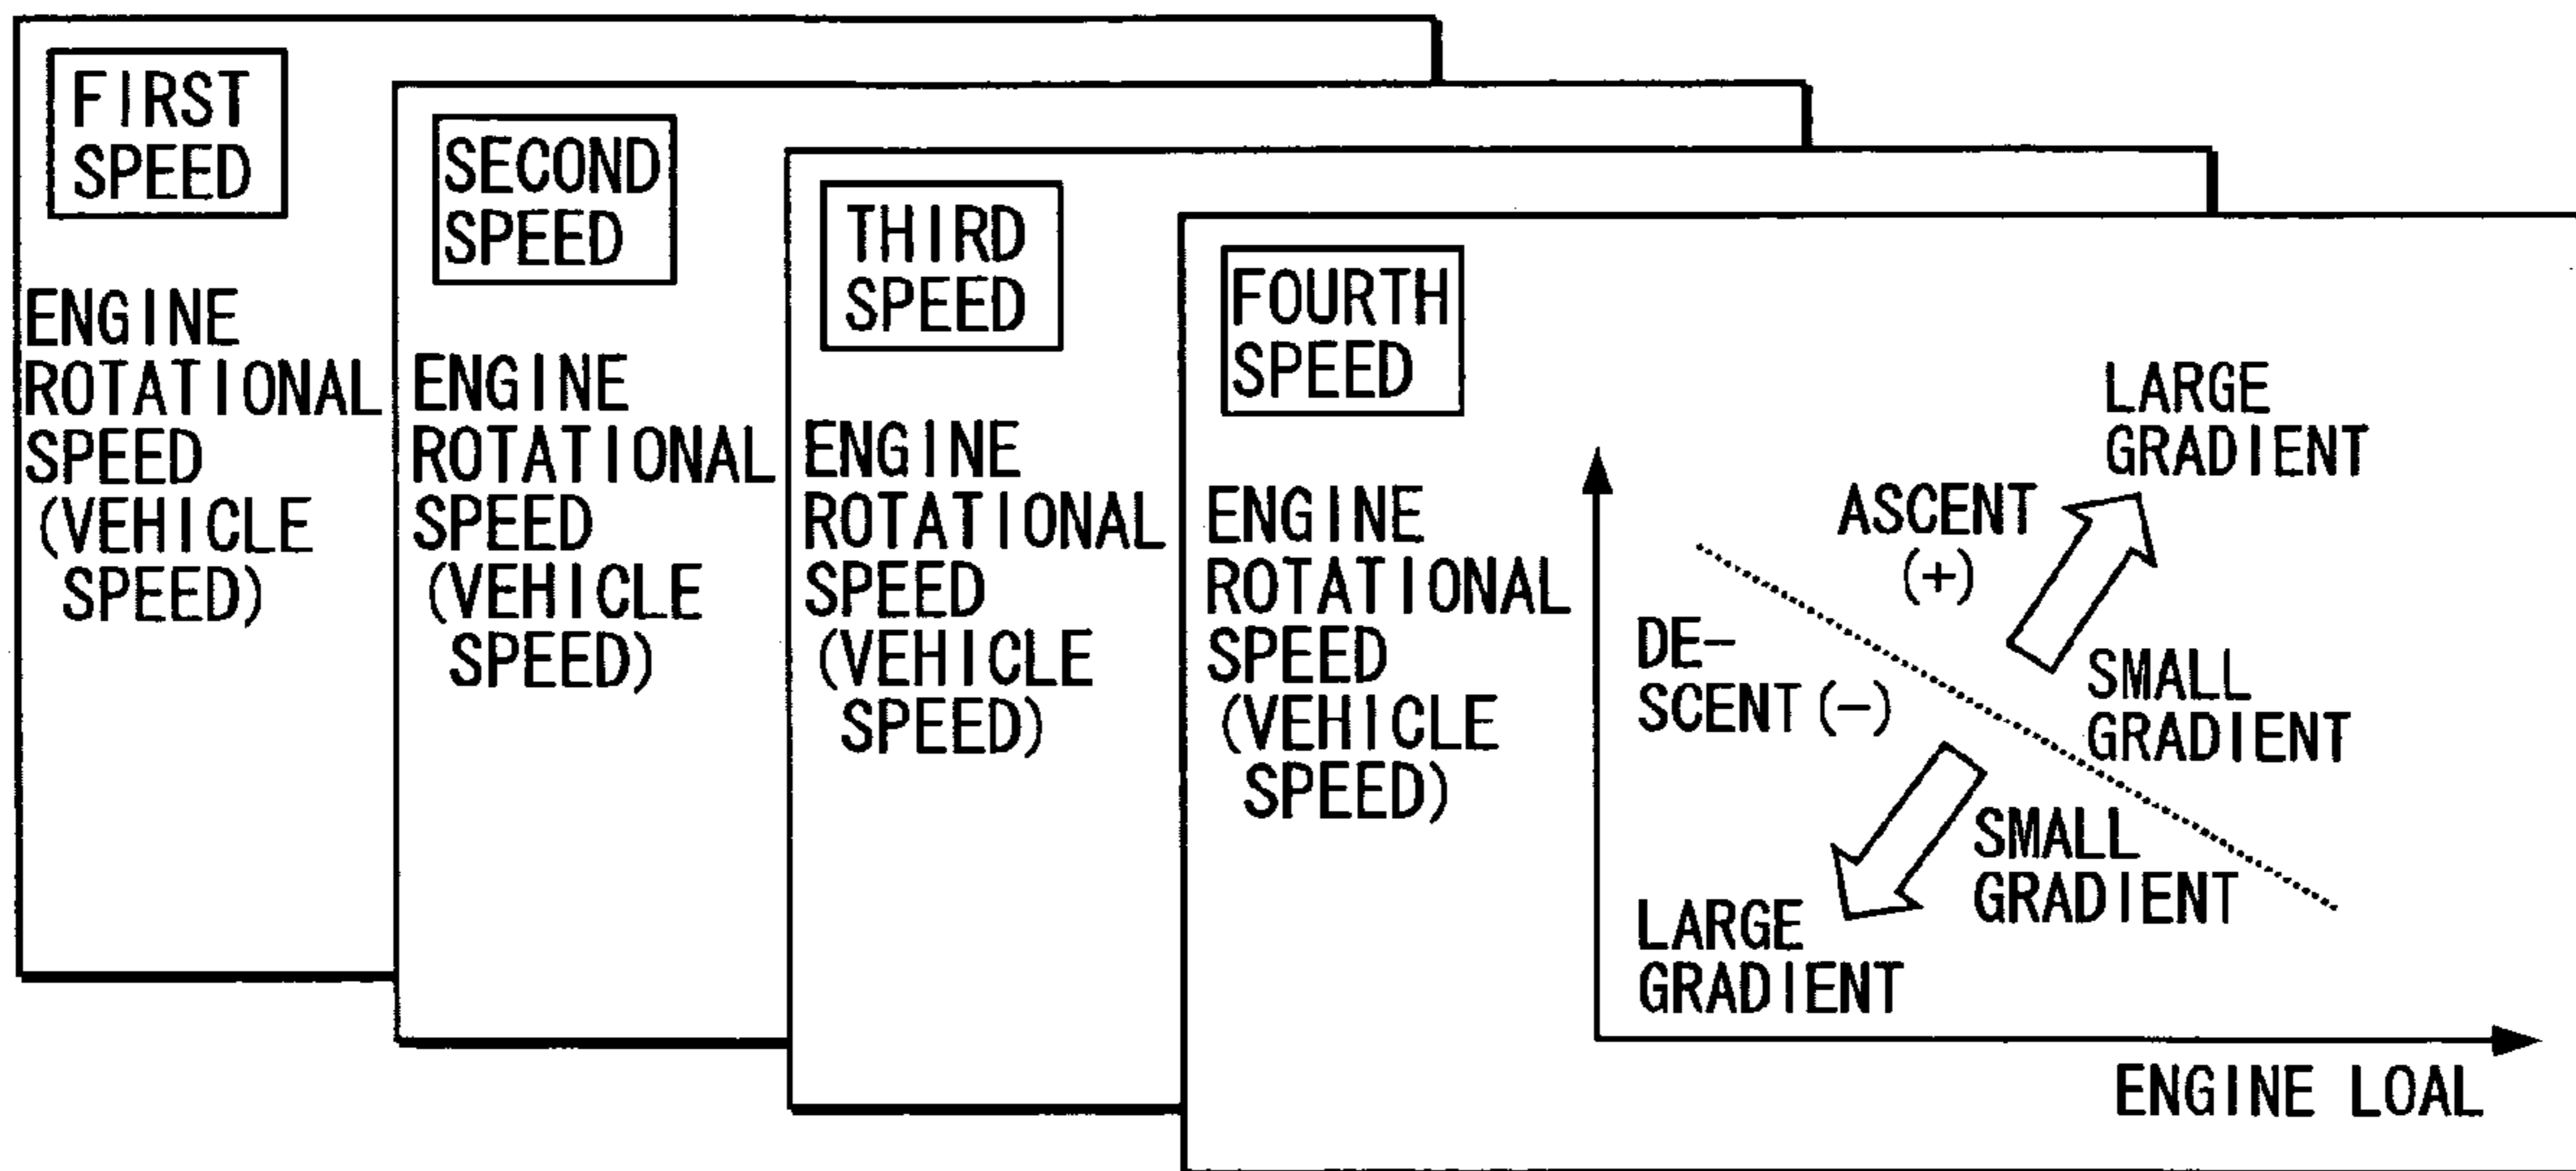 FIRST
SPEED
ENGINE
ROTATIONAL
SPEED
(VEHICLE
SPEED)
SECOND
SPEED
ENGINE
ROTATIONAL
SPEED
(VEHICLE
SPEED)
THIRD
SPEED
ENGINE
ROTATIONAL
SPEED
(VEHICLE
SPEED)
FOURTH
SPEED
ENGINE
ROTATIONAL
SPEED
(VEHICLE
SPEED)
LARGE
GRADIENT
ASCENT
(+)
SMALL
GRADIENT
DE-
SCENT(-)
SMALL
GRADIENT
LARGE
GRADIENT
ENGINE LOAL